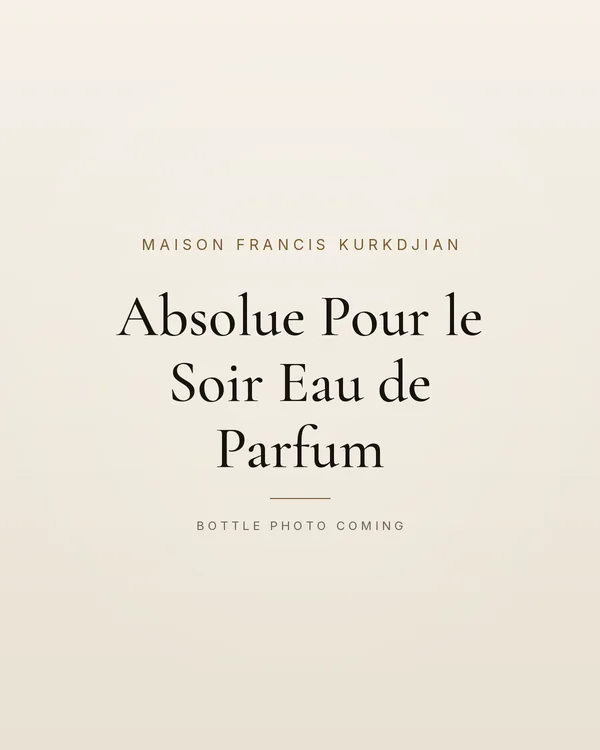 MAISON FRANCIS KURKDJIAN
Absolue Pour le
Soir Eau de
Parfum
BOTTLE PHOTO COMING